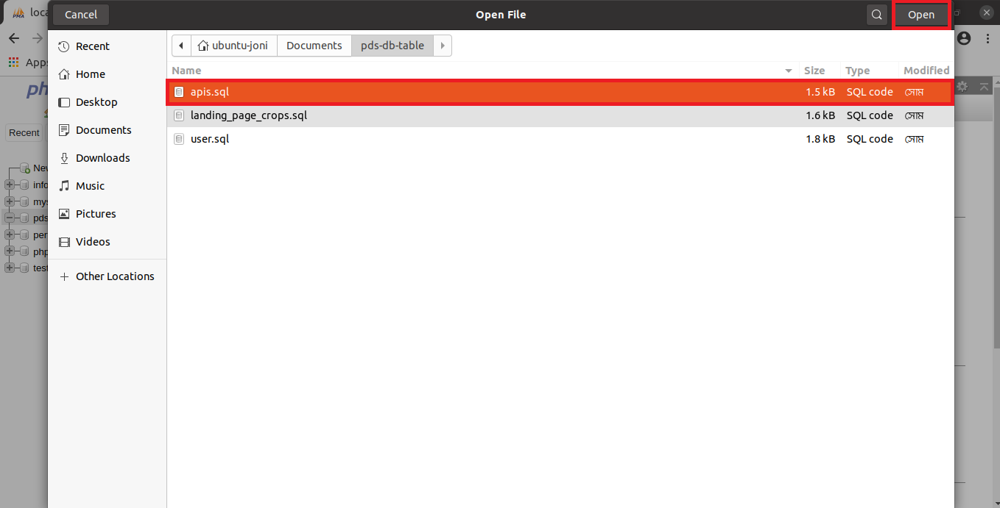 loca
Cancel
Open File
Open
Recent
Home
Desktop
Documents
Downloads
Music
Pictures
Videos
Other Locations
ubuntu-joni Documents pds-db-table
Name Size Type Modified
apis.sql 1.5 kB SQL code সোম
landing_page_crops.sql 1.6 kB SQL code সোম
user.sql 1.8 kB SQL code সোম
PMA
Apps
ph
Recent
New
info
mys
pds
per
php
test